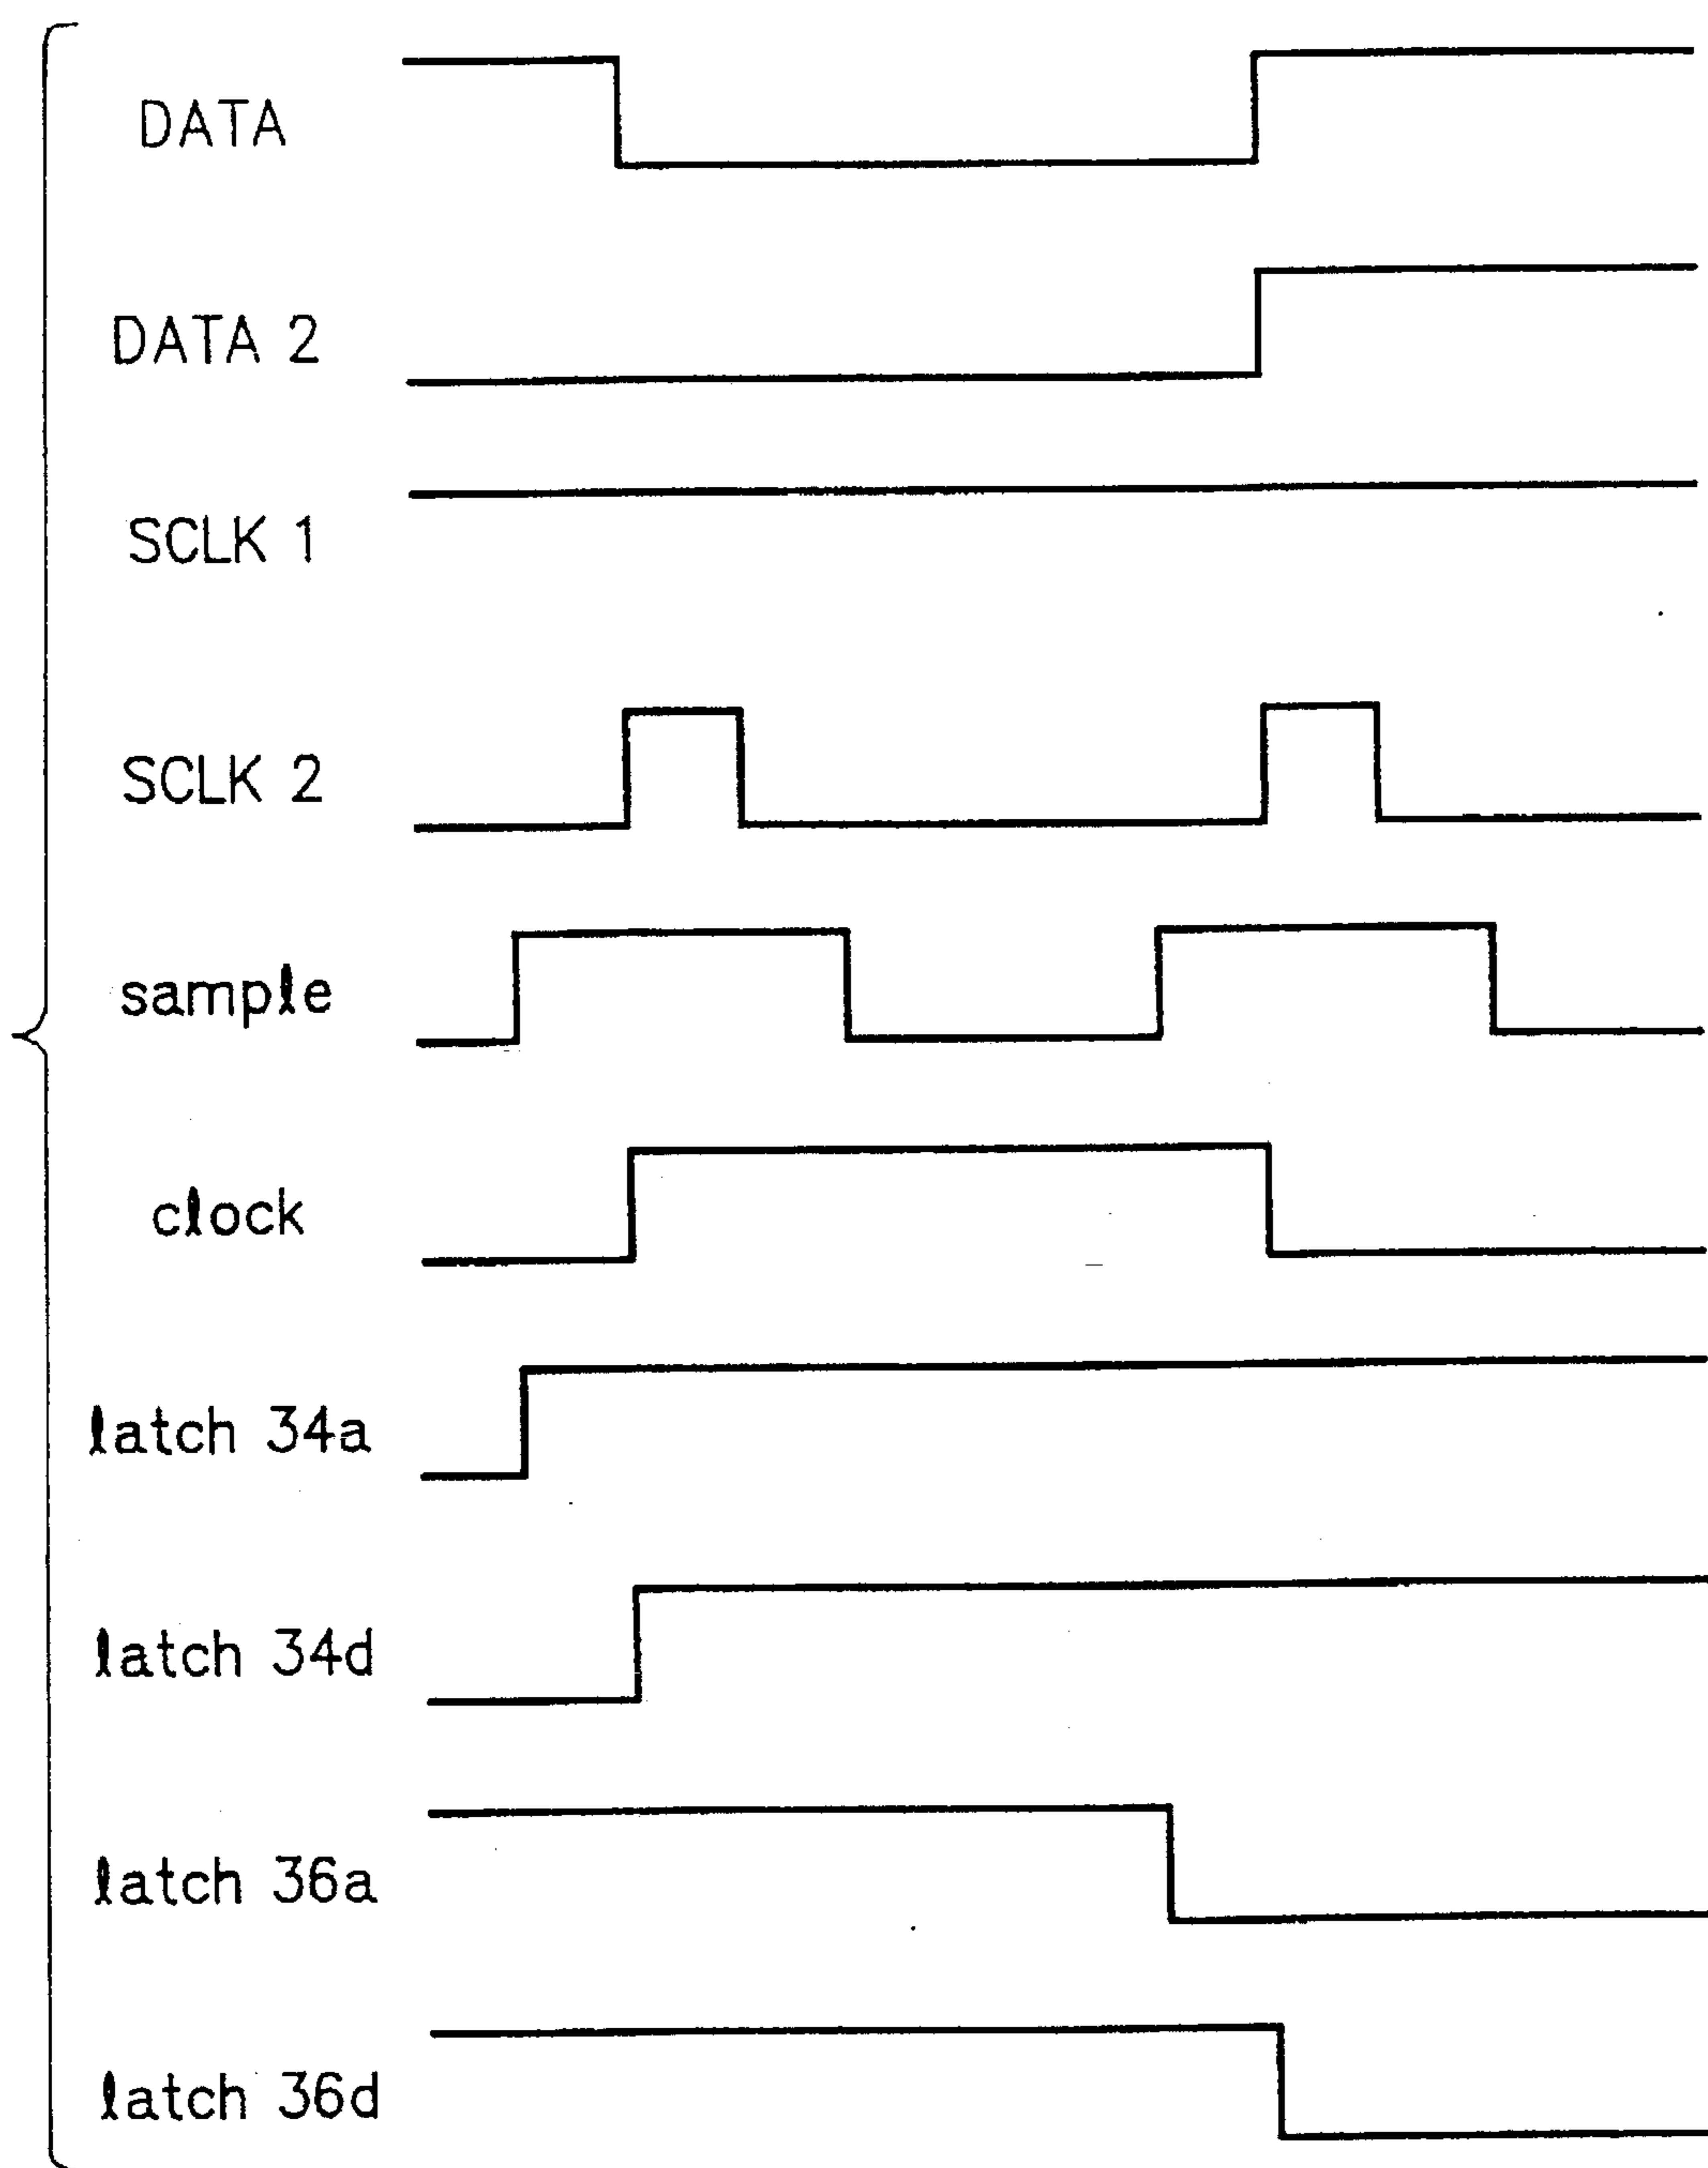 DATA
DATA 2
SCLK 1
SCLK 2
sample
clock
latch 34a
latch 34d
latch 36a
latch 36d